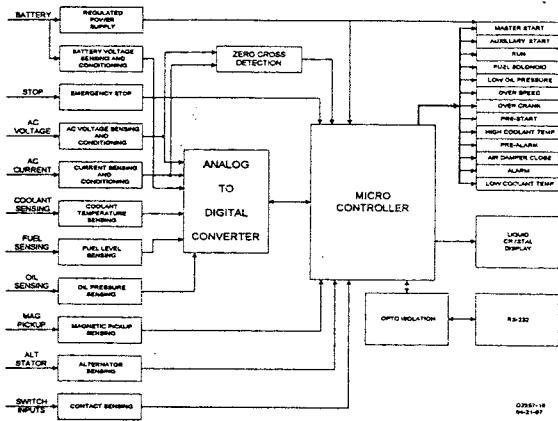 BATTERY
REGULATED
POWER
SUPPLY
BATTERY VOLTAGE
SENSING AND
CONDITIONING
ZERO CROSS
DETECTION
STOP
EMERGENCY STOP
AC
VOLTAGE
AC VOLTAGE SENSING
AND
CONDITIONING
AC
CURRENT
CURRENT SENSING
AND
CONDITIONING
COOLANT
SENSING
COOLANT
TEMPERATURE
SENSING
FUEL
SENSING
FUEL LEVEL
SENSING
OIL
SENSING
OIL PRESSURE
SENSING
MAG
PICKUP
MAGNETIC PICKUP
SENSING
ALT
STATOR
ALTERNATOR
SENSING
SWITCH
INPUTS
CONTACT SENSING
ANALOG
TO
DIGITAL
CONVERTER
MICRO
CONTROLLER
OPTO ISOLATION
RS-232
LIQUID
CRYSTAL
DISPLAY
MASTER START
AUXILIARY START
RUN
FUEL SOLONOID
LOW OIL PRESSURE
OVER SPEED
OVER CRANK
PRE-START
HIGH COOLANT TEMP
PRE-ALARM
AIR DAMPER CLOSE
ALARM
LOW COOLANT TEMP